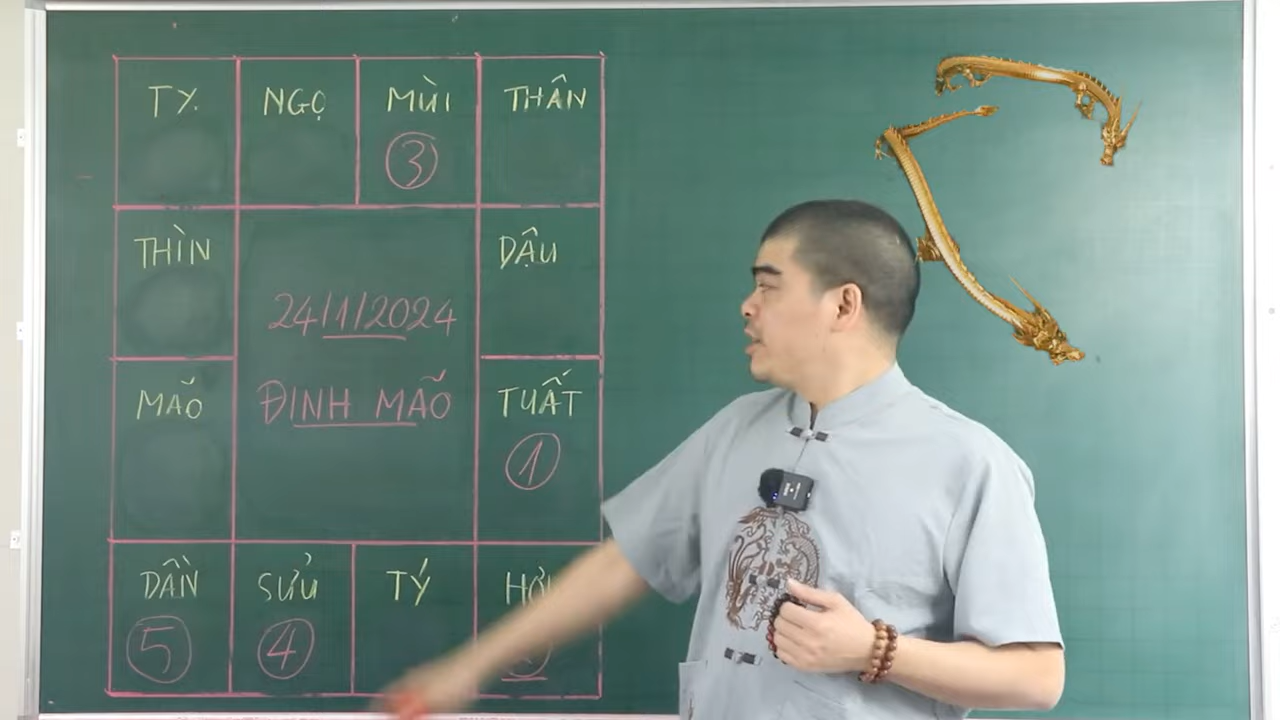 TỴ NGỌ MÙI THÂN
③
THÌN DẬU
24/1/2024
ĐINH MÃO
MÃO TUẤT
①
DẦN SỬU TÝ
⑤ ④